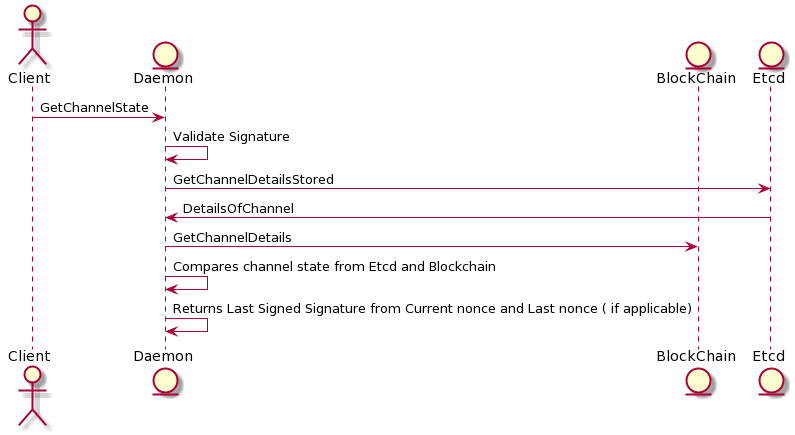 Client
Daemon
BlockChain
Etcd
GetChannelState
Validate Signature
GetChannelDetailsStored
DetailsOfChannel
GetChannelDetails
Compares channel state from Etcd and Blockchain
Returns Last Signed Signature from Current nonce and Last nonce ( if applicable)
Client
Daemon
BlockChain
Etcd